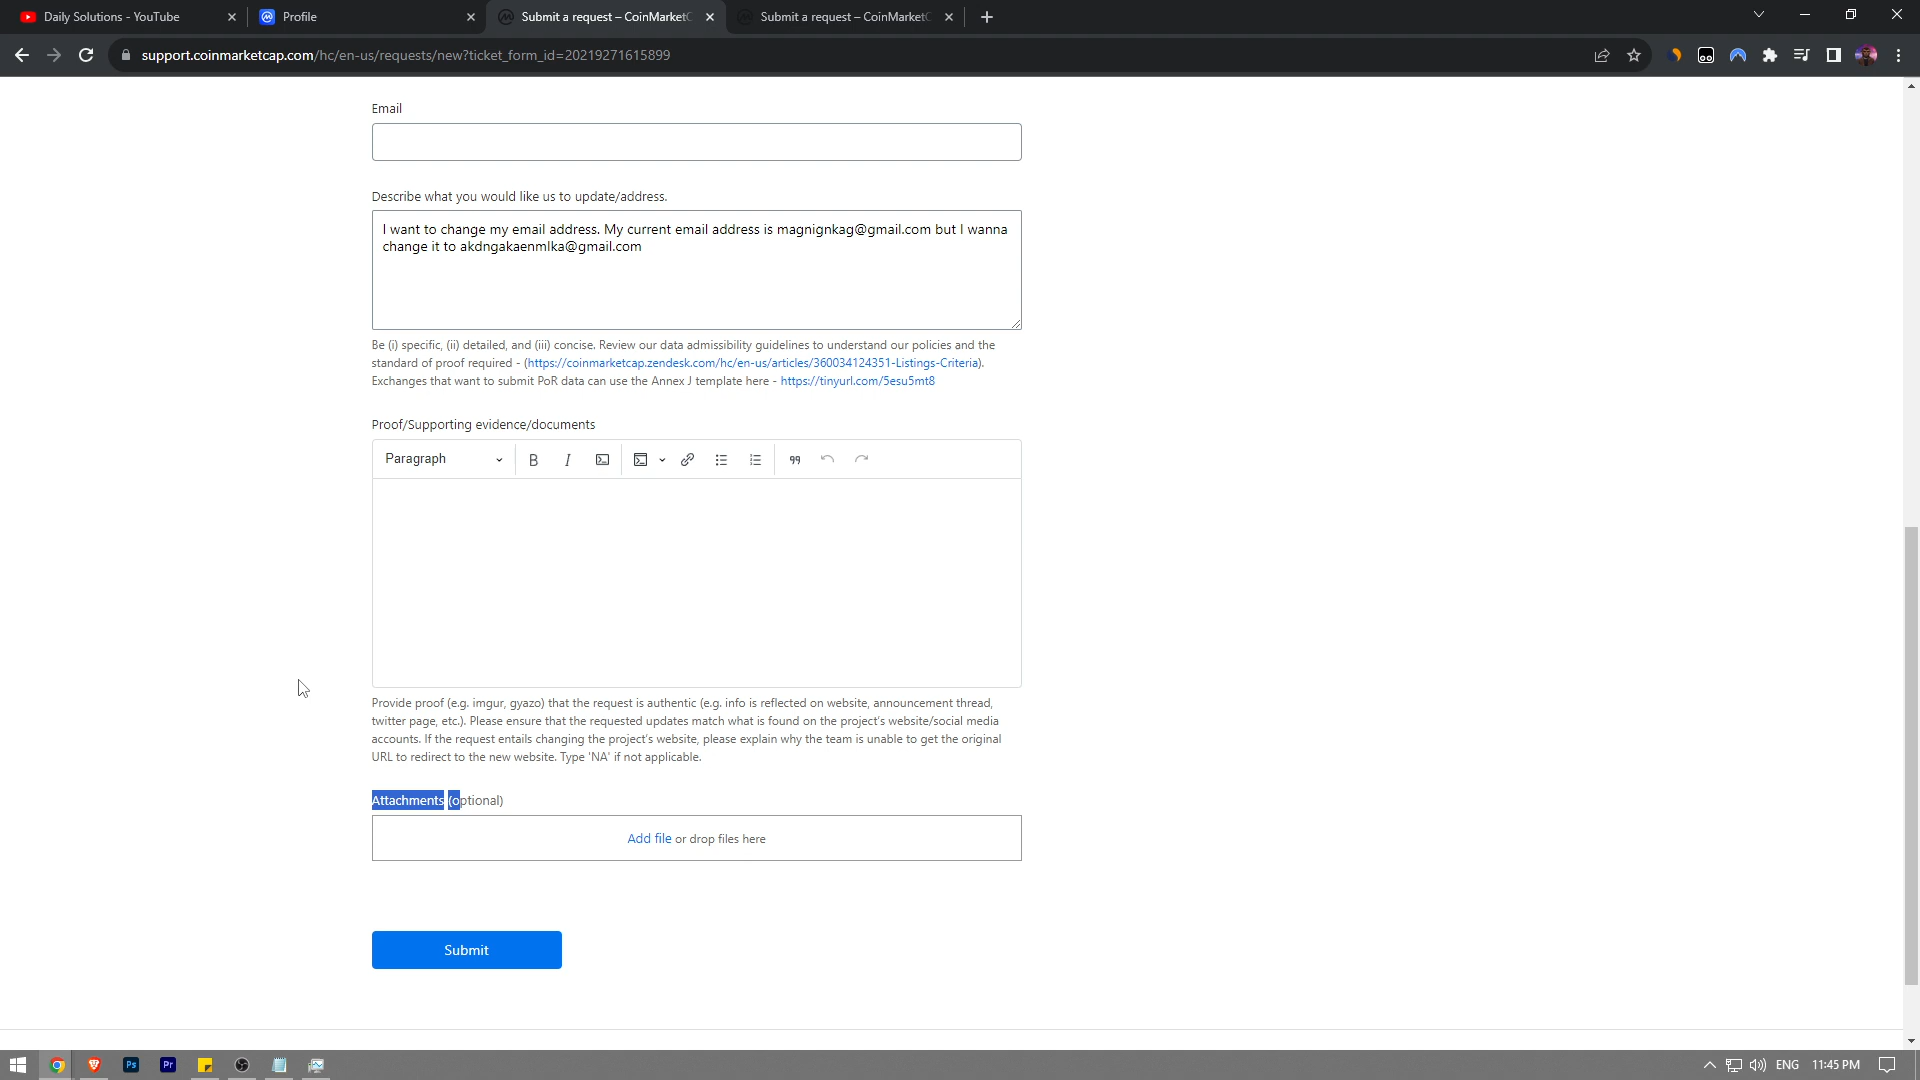 Daily Solutions - YouTube
Profile
Submit a request – CoinMarketC
Submit a request – CoinMarketC
support.coinmarketcap.com/hc/en-us/requests/new?ticket_form_id=20219271615899
Email
Describe what you would like us to update/address.
I want to change my email address. My current email address is magnignkag@gmail.com but I wanna
change it to akdngakaenmlka@gmail.com
Be (i) specific, (ii) detailed, and (iii) concise. Review our data admissibility guidelines to understand our policies and the
standard of proof required - (https://coinmarketcap.zendesk.com/hc/en-us/articles/360034124351-Listings-Criteria).
Exchanges that want to submit PoR data can use the Annex J template here - https://tinyurl.com/5esu5mt8
Proof/Supporting evidence/documents
Paragraph
B I
Provide proof (e.g. imgur, gyazo) that the request is authentic (e.g. info is reflected on website, announcement thread,
twitter page, etc.). Please ensure that the requested updates match what is found on the project's website/social media
accounts. If the request entails changing the project's website, please explain why the team is unable to get the original
URL to redirect to the new website. Type 'NA' if not applicable.
Attachments (optional)
Add file or drop files here
Submit
Ps
Pr
ENG
11:45 PM